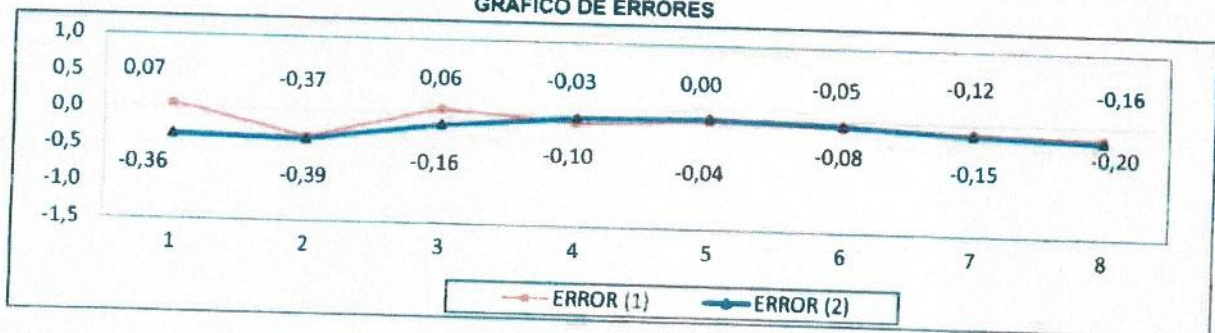 GRÁFICO DE ERRORES
1,0
0,5
0,0
-0,5
-1,0
-1,5
0,07 -0,37 0,06 -0,03 0,00 -0,05 -0,12 -0,16
-0,36 -0,39 -0,16 -0,10 -0,04 -0,08 -0,15 -0,20
1 2 3 4 5 6 7 8
ERROR (1) ERROR (2)